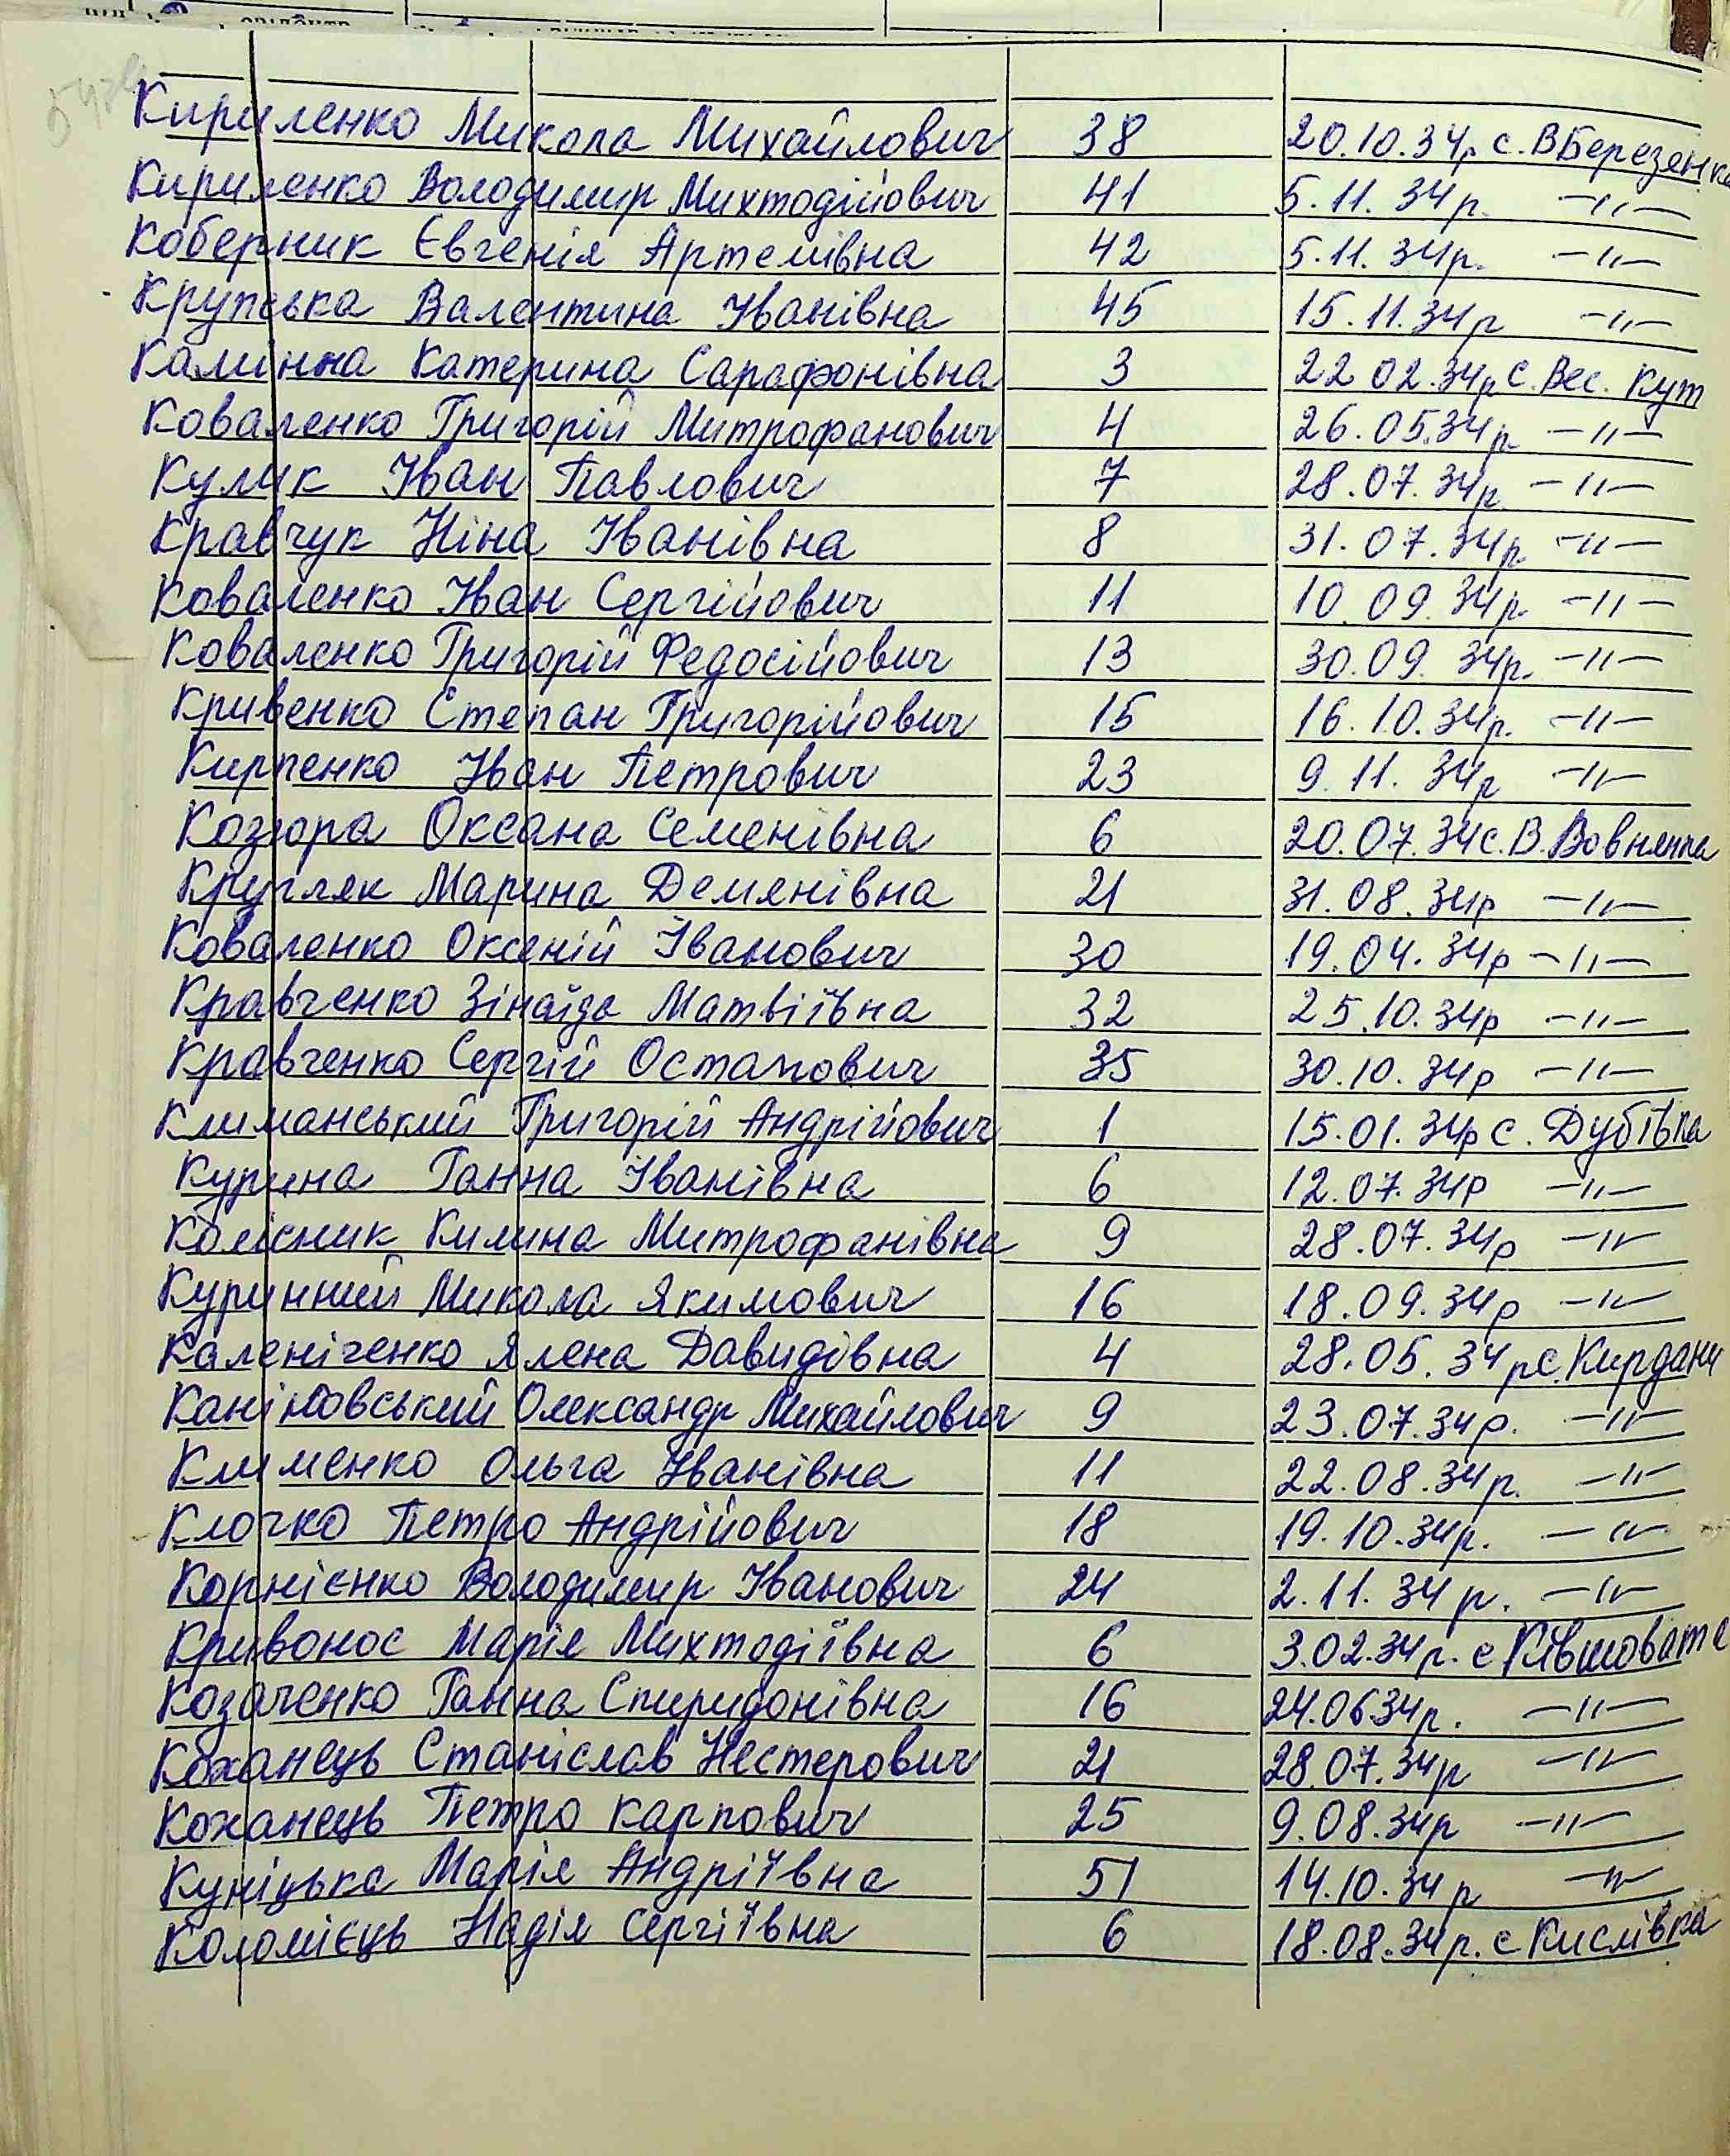 Кириленко Микола Михайлович 38 20.10.34р. с. В Березянка
Кириленко Володимир Михтодійович 41 5.11.34р. -〃-
Коберник Євгенія Артемівна 42 5.11.34р. -〃-
Крупська Валентина Іванівна 45 15.11.34р -〃-
Калинна Катерина Сарафонівна 3 22 02.34р с. Вес. Кут
Коваленко Григорій Митрофанович 4 26.05.34р. -〃-
Кулик Іван Павлович 7 28.07.34р. -〃-
Кравчук Ніна Іванівна 8 31.07.34р. -〃-
Коваленко Іван Сергійович 11 10.09.34р. -〃-
Коваленко Григорій Федосійович 13 30.09.34р. -〃-
Кривенко Степан Григорійович 15 16.10.34р. -〃-
Кирпенко Іван Петрович 23 9.11.34р -〃-
Козюра Оксана Семенівна 6 20.07.34 с. В. Вовнянка
Кругляк Марина Демянівна 21 31.08.34р -〃-
Коваленко Оксеній Іванович 30 19.04.34р -〃-
Кравченко Зінаїда Матвіївна 32 25.10.34р -〃-
Кравченко Сергій Остапович 35 30.10.34р -〃-
Климанський Григорій Андрійович 1 15.01.34р с. Дубівка
Курина Ганна Іванівна 6 12.07.34р -〃-
Колісник Килина Митрофанівна 9 28.07.34р -〃-
Куринний Микола Якимович 16 18.09.34р -〃-
Каленіченко Ялена Давидівна 4 28.05.34р с. Кирдани
Каніновський Олександр Михайлович 9 23.07.34р. -〃-
Клименко Ольга Іванівна 11 22.08.34р. -〃-
Клочко Петро Андрійович 18 19.10.34р. -〃-
Корнієнко Володимир Іванович 24 2.11.34р. -〃-
Кривонос Марія Михтодіївна 6 3.02.34р. с Ківшовате
Козаченко Ганна Спиридонівна 16 24.06 34р. -〃-
Коханець Станіслав Нестерович 21 28.07.34р -〃-
Коханець Петро Карпович 25 9.08.34р -〃-
Куніцька Марія Андріївна 51 14.10.34р -〃-
Коломієць Надія Сергіївна 6 18.08.34р. с Кислівка